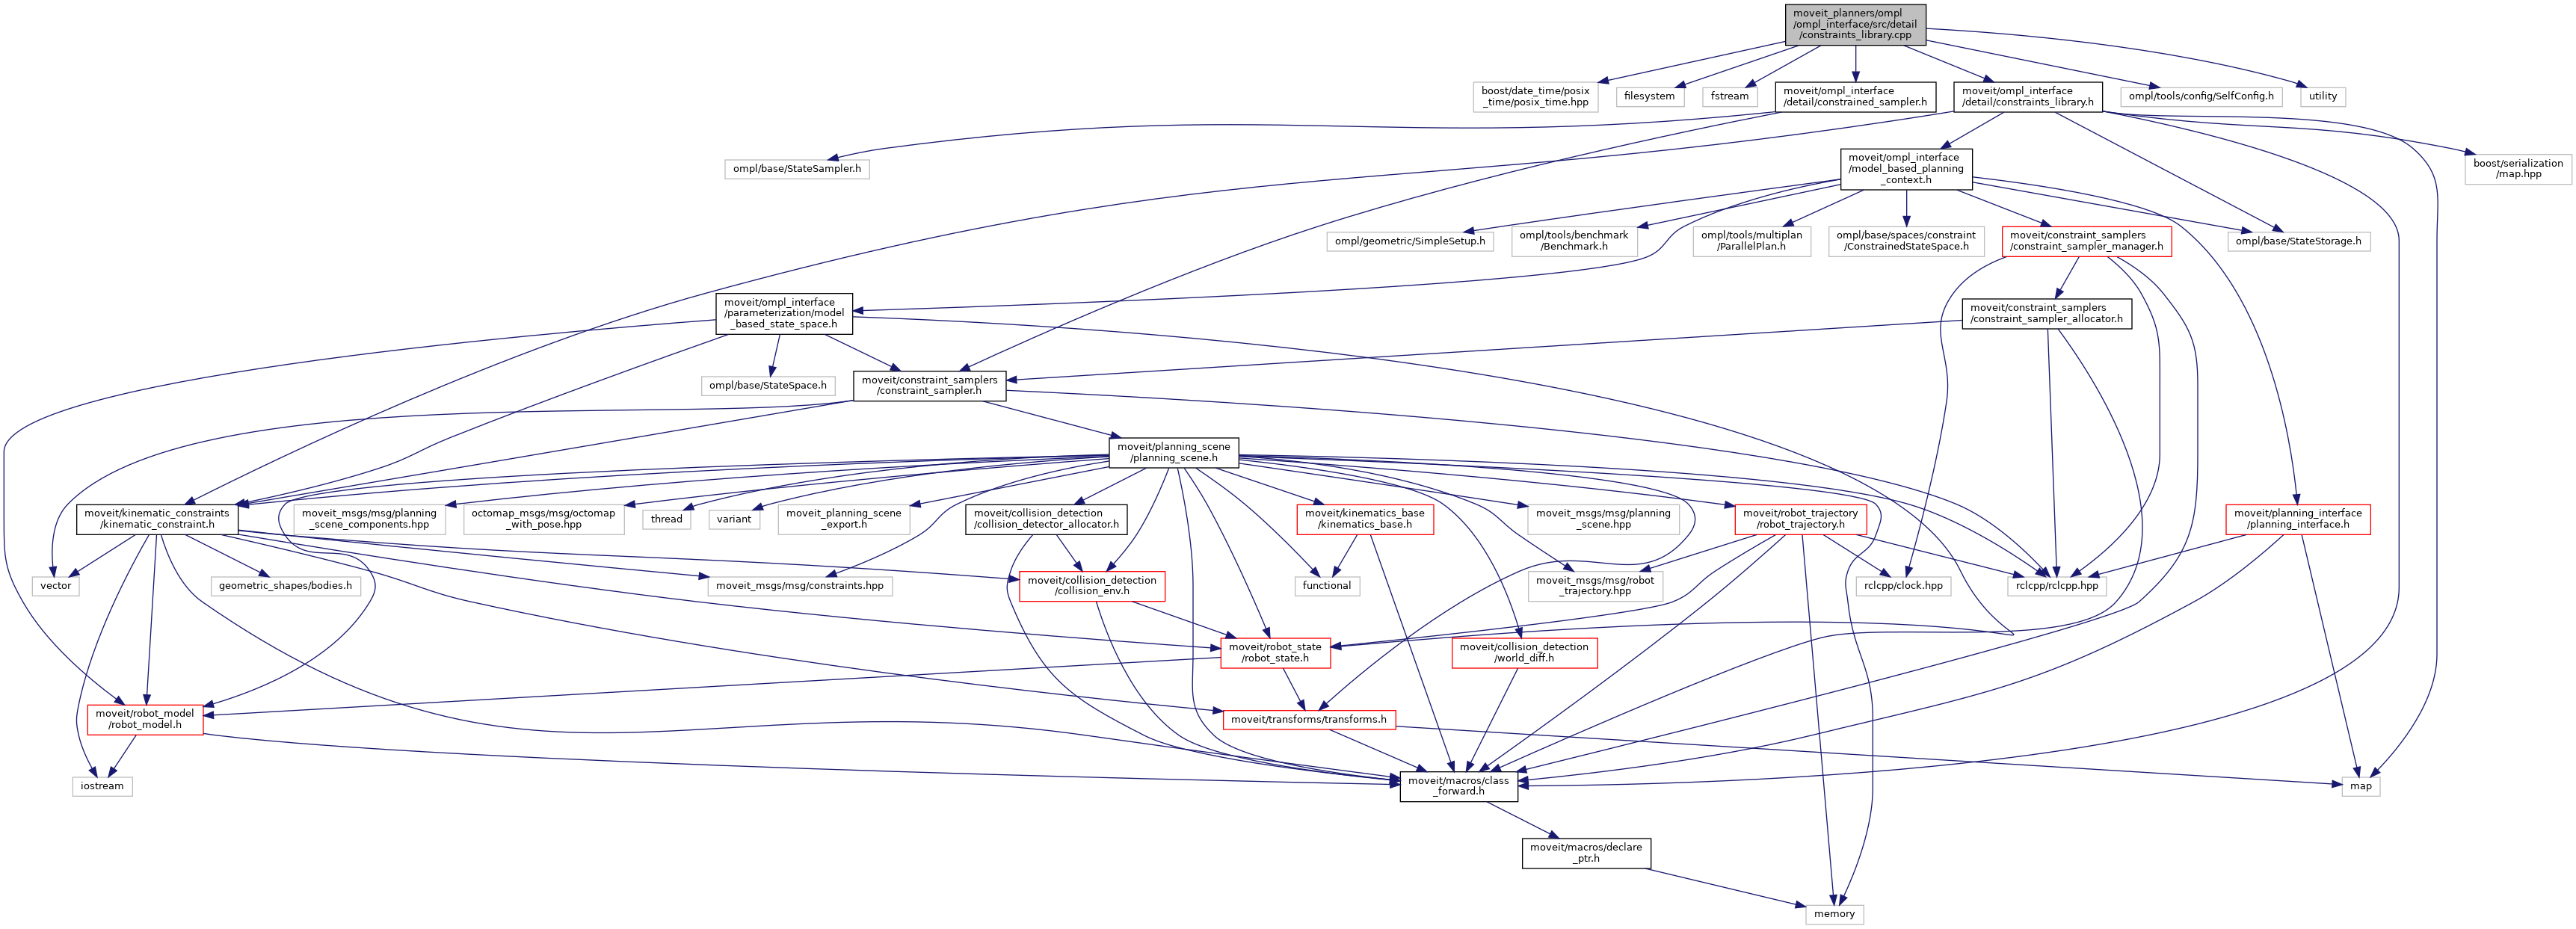 moveit_planners/ompl
/ompl_interface/src/detail
/constraints_library.cpp
boost/date_time/posix
_time/posix_time.hpp
filesystem
fstream
moveit/ompl_interface
/detail/constrained_sampler.h
moveit/ompl_interface
/detail/constraints_library.h
ompl/tools/config/SelfConfig.h
utility
ompl/base/StateSampler.h
moveit/ompl_interface
/model_based_planning
_context.h
boost/serialization
/map.hpp
ompl/geometric/SimpleSetup.h
ompl/tools/benchmark
/Benchmark.h
ompl/tools/multiplan
/ParallelPlan.h
ompl/base/spaces/constraint
/ConstrainedStateSpace.h
moveit/constraint_samplers
/constraint_sampler_manager.h
ompl/base/StateStorage.h
moveit/ompl_interface
/parameterization/model
_based_state_space.h
moveit/constraint_samplers
/constraint_sampler_allocator.h
ompl/base/StateSpace.h
moveit/constraint_samplers
/constraint_sampler.h
moveit/planning_scene
/planning_scene.h
moveit/kinematic_constraints
/kinematic_constraint.h
moveit_msgs/msg/planning
_scene_components.hpp
octomap_msgs/msg/octomap
_with_pose.hpp
thread
variant
moveit_planning_scene
_export.h
moveit/collision_detection
/collision_detector_allocator.h
moveit/kinematics_base
/kinematics_base.h
moveit_msgs/msg/planning
_scene.hpp
moveit/robot_trajectory
/robot_trajectory.h
moveit/planning_interface
/planning_interface.h
vector
geometric_shapes/bodies.h
moveit_msgs/msg/constraints.hpp
moveit/collision_detection
/collision_env.h
functional
moveit_msgs/msg/robot
_trajectory.hpp
rclcpp/clock.hpp
rclcpp/rclcpp.hpp
moveit/robot_state
/robot_state.h
moveit/collision_detection
/world_diff.h
moveit/robot_model
/robot_model.h
moveit/transforms/transforms.h
iostream
moveit/macros/class
_forward.h
map
moveit/macros/declare
_ptr.h
memory